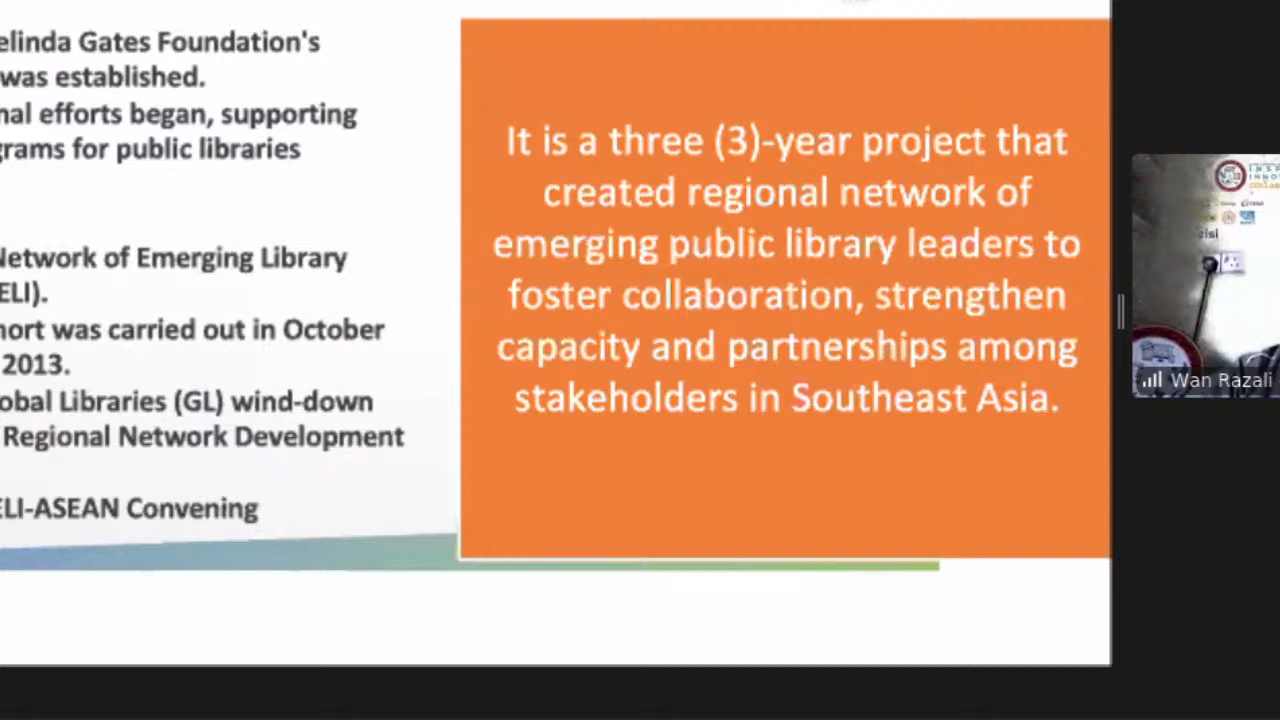 elinda Gates Foundation's
was established.
nal efforts began, supporting
grams for public libraries
Network of Emerging Library
ELI).
hort was carried out in October
2013.
obal Libraries (GL) wind-down
Regional Network Development
ELI-ASEAN Convening
It is a three (3)-year project that
created regional network of
emerging public library leaders to
foster collaboration, strengthen
capacity and partnerships among
stakeholders in Southeast Asia.
Wan Razali